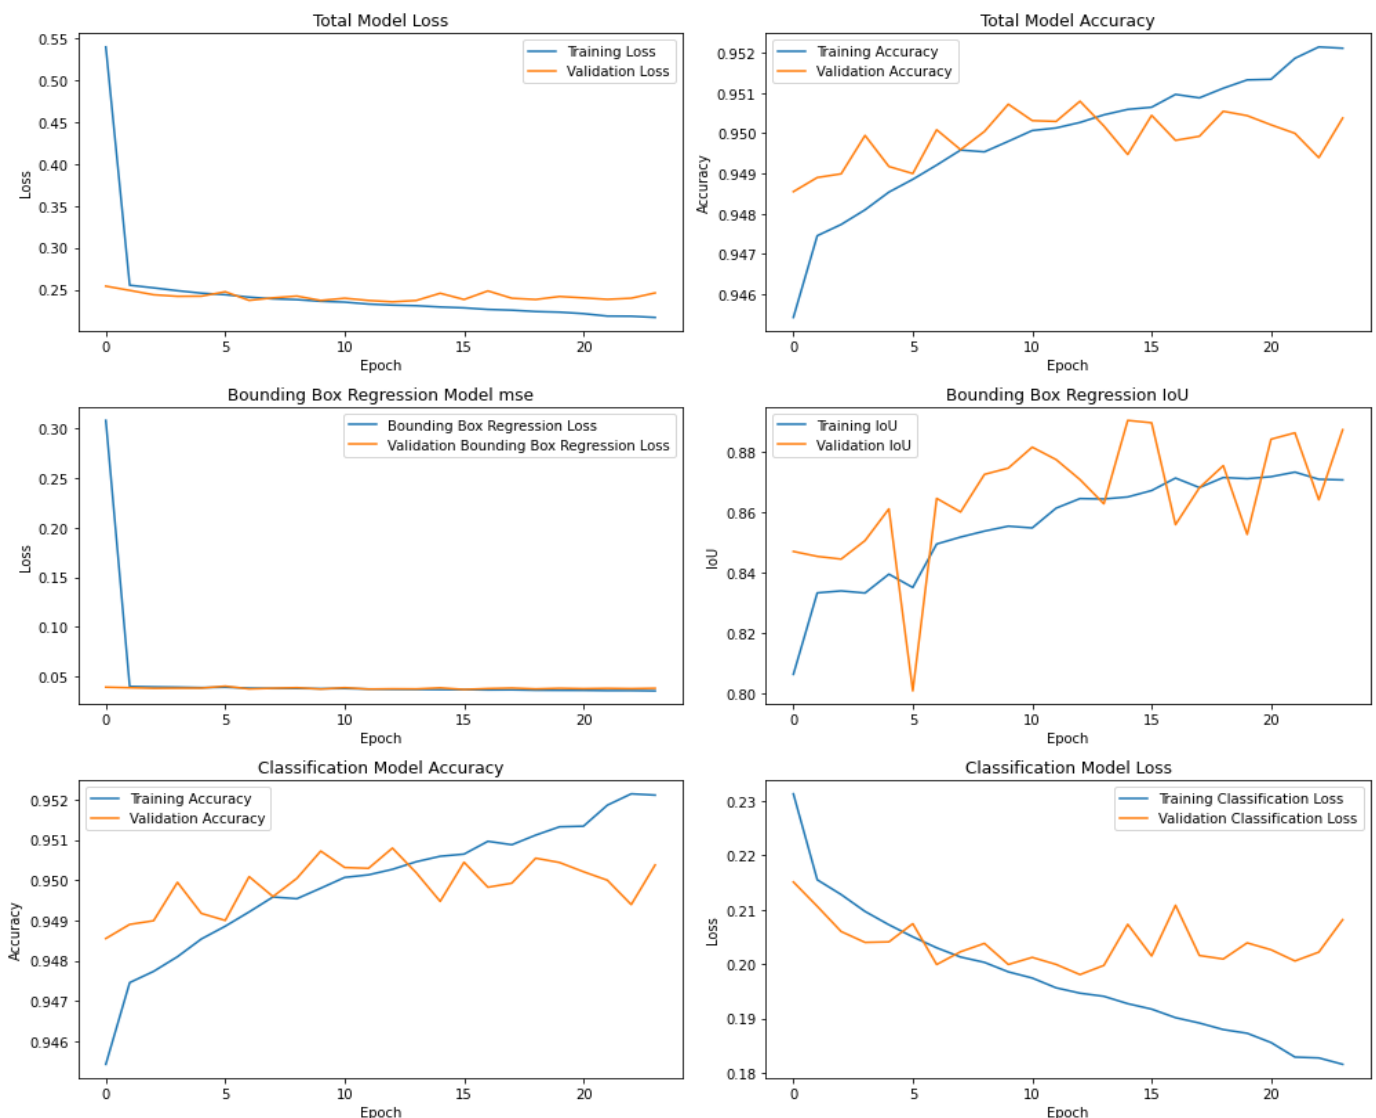 Total Model Loss
0.55
0.50
0.45
0.40
0.35
0.30
0.25
Loss
Training Loss
Validation Loss
0 5 10 15 20
Epoch
Total Model Accuracy
0.952
0.951
0.950
0.949
0.948
0.947
0.946
Accuracy
Training Accuracy
Validation Accuracy
0 5 10 15 20
Epoch
Bounding Box Regression Model mse
0.30
0.25
0.20
0.15
0.10
0.05
Loss
Bounding Box Regression Loss
Validation Bounding Box Regression Loss
0 5 10 15 20
Epoch
Bounding Box Regression IoU
0.88
0.86
0.84
0.82
0.80
IoU
Training IoU
Validation IoU
0 5 10 15 20
Epoch
Classification Model Accuracy
0.952
0.951
0.950
0.949
0.948
0.947
0.946
Accuracy
Training Accuracy
Validation Accuracy
0 5 10 15 20
Epoch
Classification Model Loss
0.23
0.22
0.21
0.20
0.19
0.18
Loss
Training Classification Loss
Validation Classification Loss
0 5 10 15 20
Epoch